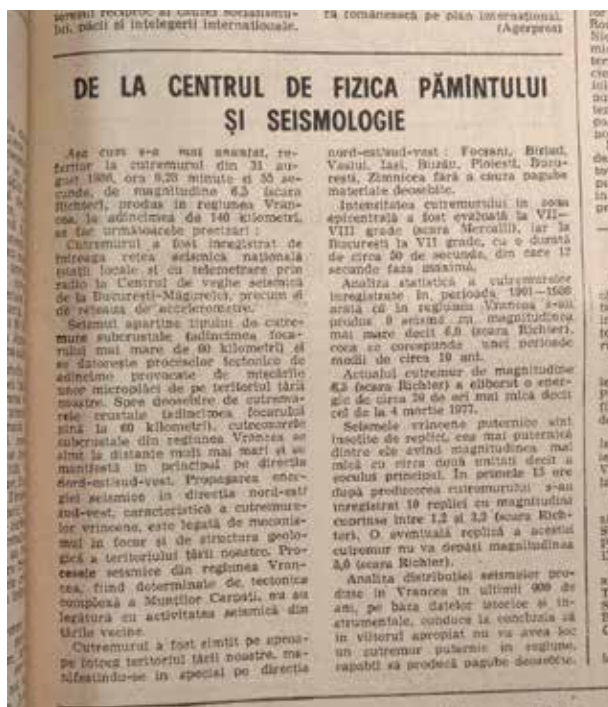 lui, păcii și înțelegerii internaționale.
ră românească pe plan internațional.
(Agerpres)
DE LA CENTRUL DE FIZICA PĂMÎNTULUI
ȘI SEISMOLOGIE
Așa cum s-a mai anunțat, re-
feritor la cutremurul din 31 au-
gust 1986, ora 0,28 minute și 35 se-
cunde, de magnitudine 6,5 (scara
Richter), produs în regiunea Vran-
cea, la adîncimea de 140 kilometri,
se fac următoarele precizări :
Cutremurul a fost înregistrat de
întreaga rețea seismică națională
stații locale și cu telemetrare prin
radio la Centrul de veghe seismică
de la București-Măgurele), precum și
de rețeaua de accelerometre.
Seismul aparține tipului de cutre-
mure subcrustale (adîncimea foca-
rului mai mare de 60 kilometri) și
se datorește proceselor tectonice de
adîncime provocate de mișcările
unor microplăci de pe teritoriul țării
noastre. Spre deosebire de cutremu-
rele crustale (adîncimea focarului
pînă la 60 kilometri), cutremurele
subcrustale din regiunea Vrancea se
simt la distanțe mult mai mari și se
manifestă în principal pe direcția
nord-est/sud-vest. Propagarea ener-
giei seismice în direcția nord-est/
sud-vest, caracteristică a cutremure-
lor vrîncene, este legată de mecanis-
mul în focar și de structura geolo-
gică a teritoriului țării noastre. Pro-
cesele seismice din regiunea Vran-
cea, fiind determinate de tectonica
complexă a Munților Carpați, nu au
legătură cu activitatea seismică din
țările vecine.
Cutremurul a fost simțit pe aproa-
pe întreg teritoriul țării noastre, ma-
nifestîndu-se în special pe direcția
nord-est/sud-vest : Focșani, Bîrlad,
Vaslui, Iași, Buzău, Ploiești, Bucu-
rești, Zimnicea fără a cauza pagube
materiale deosebite.
Intensitatea cutremurului în zona
epicentrală a fost evaluată la VII—
VIII grade (scara Mercalli), iar la
București la VII grade, cu o durată
de circa 50 de secunde, din care 12
secunde faza maximă.
Analiza statistică a cutremurelor
înregistrate în perioada 1901—1986
arată că în regiunea Vrancea s-au
produs 9 seisme cu magnitudinea
mai mare decît 6,0 (scara Richter),
ceea ce corespunde unei perioade
medii de circa 10 ani.
Actualul cutremur de magnitudine
6,5 (scara Richter) a eliberat o ener-
gie de circa 20 de ori mai mică decît
cel de la 4 martie 1977.
Seismele vrîncene puternice sînt
însoțite de replici, cea mai puternică
dintre ele avînd magnitudinea mai
mică cu circa două unități decît a
șocului principal. În primele 13 ore
după producerea cutremurului s-au
înregistrat 10 replici cu magnitudini
cuprinse între 1,2 și 3,2 (scara Rich-
ter). O eventuală replică a acestui
cutremur nu va depăși magnitudinea
5,0 (scara Richter).
Analiza distribuției seismelor pro-
duse în Vrancea în ultimii 900 de
ani, pe baza datelor istorice și in-
strumentale, conduce la concluzia că
în viitorul apropiat nu va avea loc
un cutremur puternic în regiune,
capabil să producă pagube deosebite.